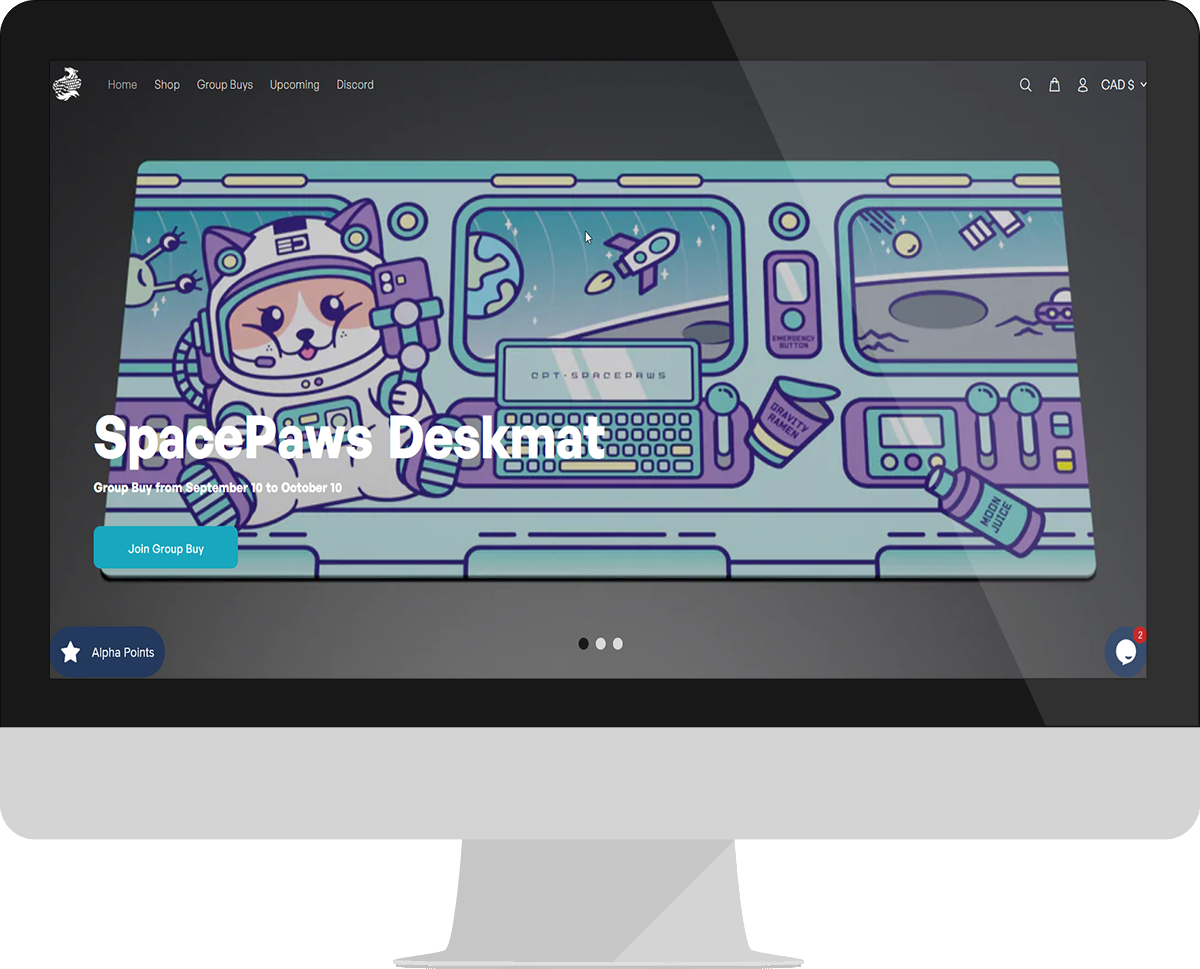 Home Shop Group Buys Upcoming Discord CAD $
EMERGENCY
BUTTON
CPT-SPACEPAWS
GRAVITY
RAMEN
SpacePaws Deskmat
Group Buy from September 10 to October 10
MOON
JUICE
Join Group Buy
Alpha Points
2